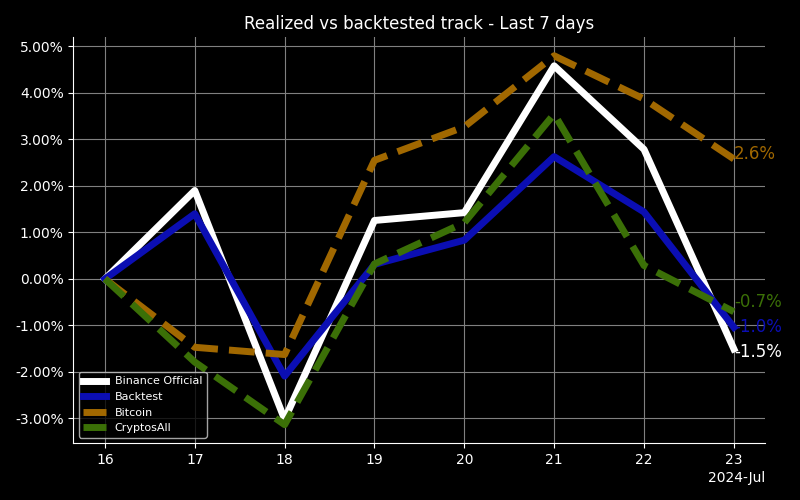 Realized vs backtested track - Last 7 days
5.00%
4.00%
3.00%
2.00%
1.00%
0.00%
-1.00%
-2.00%
-3.00%
2.6%
-0.7%
-1.0%
-1.5%
Binance Official
Backtest
Bitcoin
CryptosAll
16 17 18 19 20 21 22 23
2024-Jul